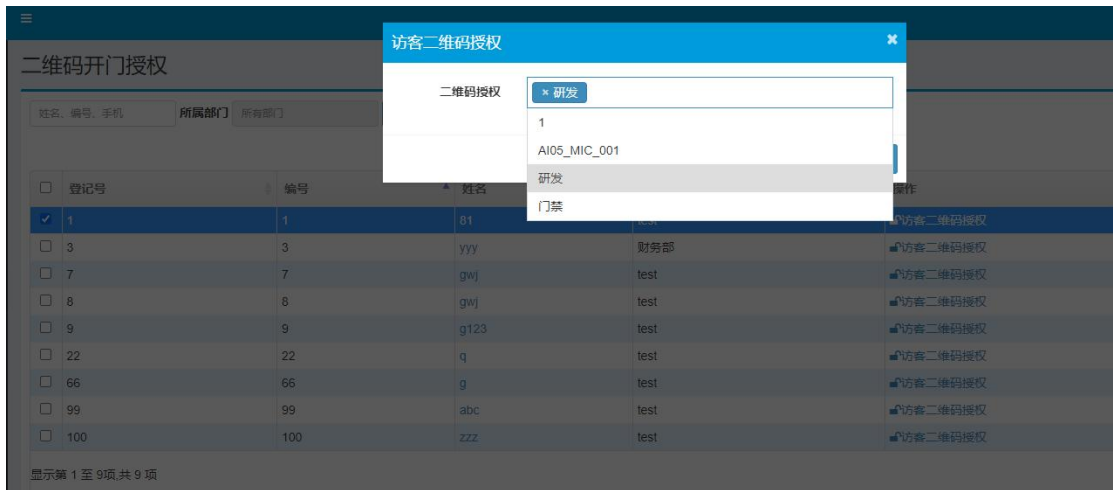 访客二维码授权
二维码开门授权
二维码授权
× 研发
姓名、编号、手机 所属部门 所有部门
1
AI05_MIC_001
研发
门禁
登记号 编号 姓名 操作
1 1 81 访客二维码授权
3 3 yyy 财务部 访客二维码授权
7 7 gwj test 访客二维码授权
8 8 gwj test 访客二维码授权
9 9 g123 test 访客二维码授权
22 22 q test 访客二维码授权
66 66 g test 访客二维码授权
99 99 abc test 访客二维码授权
100 100 zzz test 访客二维码授权
显示第 1 至 9项,共 9 项